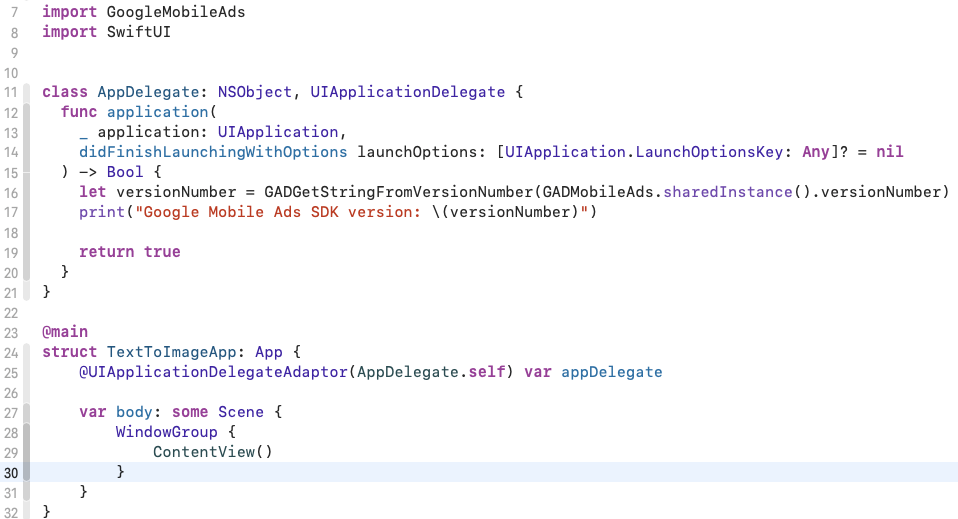 7 import GoogleMobileAds
8 import SwiftUI
9
10
11 class AppDelegate: NSObject, UIApplicationDelegate {
12   func application(
13     _ application: UIApplication,
14     didFinishLaunchingWithOptions launchOptions: [UIApplication.LaunchOptionsKey: Any]? = nil
15   ) -> Bool {
16     let versionNumber = GADGetStringFromVersionNumber(GADMobileAds.sharedInstance().versionNumber)
17     print("Google Mobile Ads SDK version: \(versionNumber)")
18
19     return true
20   }
21 }
22
23 @main
24 struct TextToImageApp: App {
25     @UIApplicationDelegateAdaptor(AppDelegate.self) var appDelegate
26
27     var body: some Scene {
28         WindowGroup {
29             ContentView()
30         }
31     }
32 }